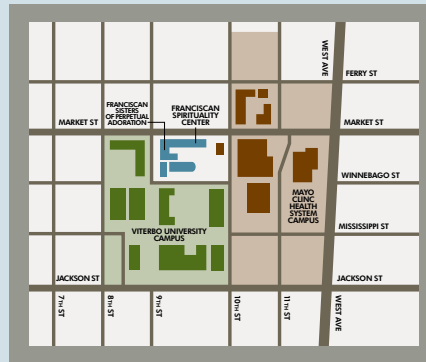 WEST AVE
FERRY ST
FRANCISCAN
SISTERS
OF PERPETUAL
ADORATION
FRANCISCAN
SPIRITUALITY
CENTER
MARKET ST
MARKET ST
WINNEBAGO ST
MAYO
CLINC
HEALTH
SYSTEM
CAMPUS
MISSISSIPPI ST
VITERBO UNIVERSITY
CAMPUS
JACKSON ST
JACKSON ST
7TH ST
8TH ST
9TH ST
10TH ST
11TH ST
WEST AVE